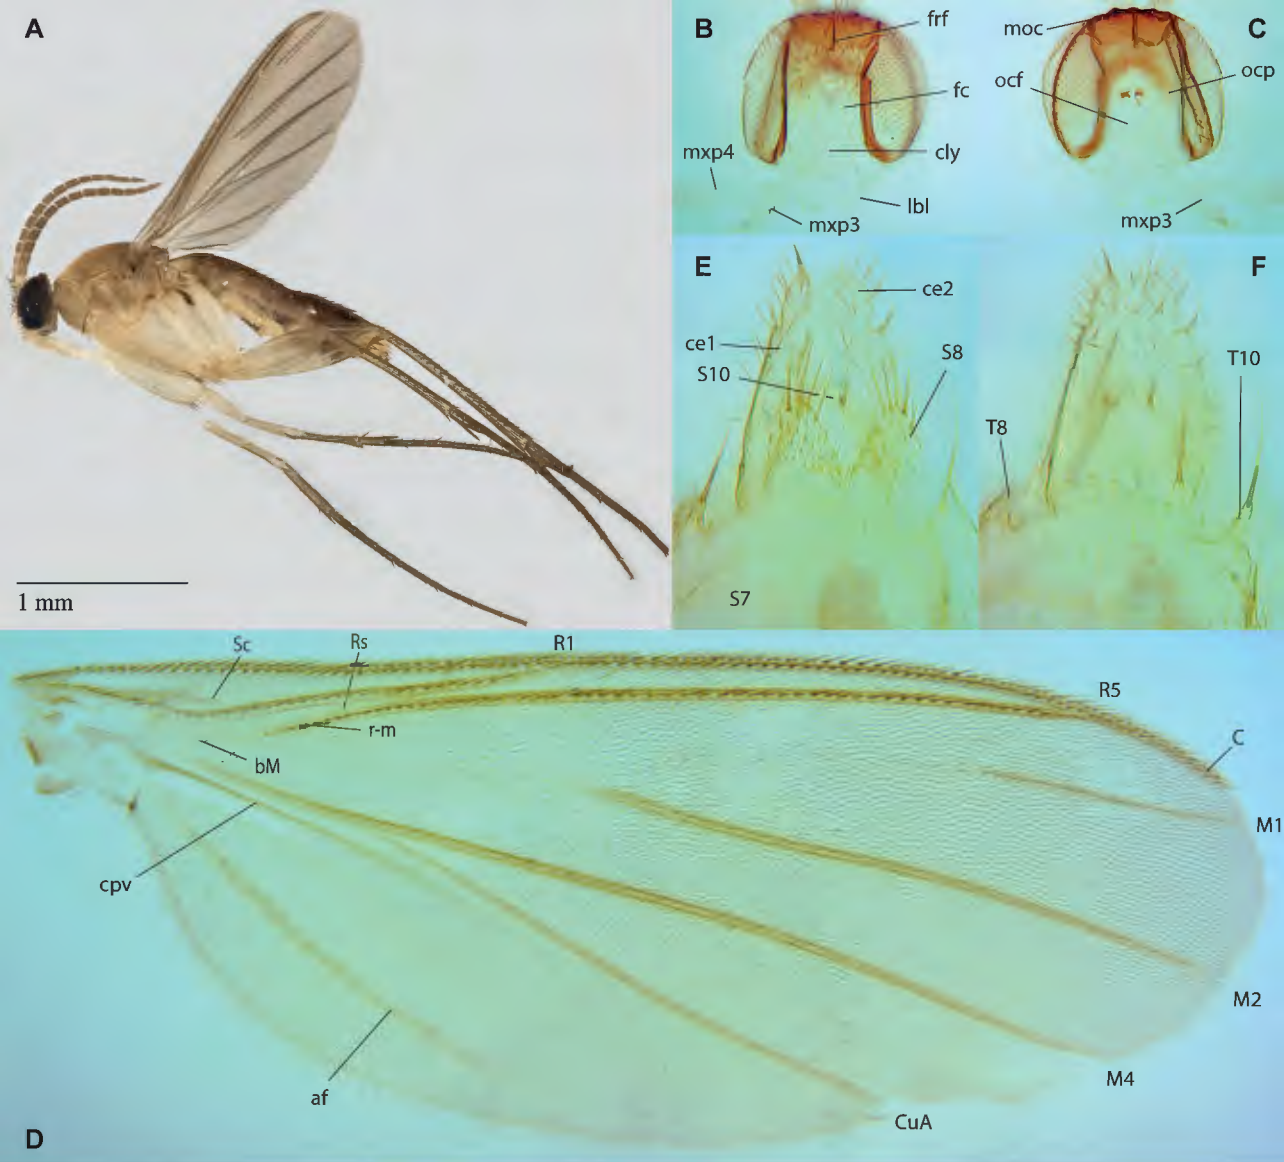 A
1 mm
B
frf
fc
cly
mxp4
lbl
mxp3
C
moc
ocf
ocp
mxp3
E
ce2
ce1
S10
S8
S7
F
T10
T8
Sc
Rs
R1
R5
C
r-m
bM
M1
cpv
M2
af
M4
CuA
D